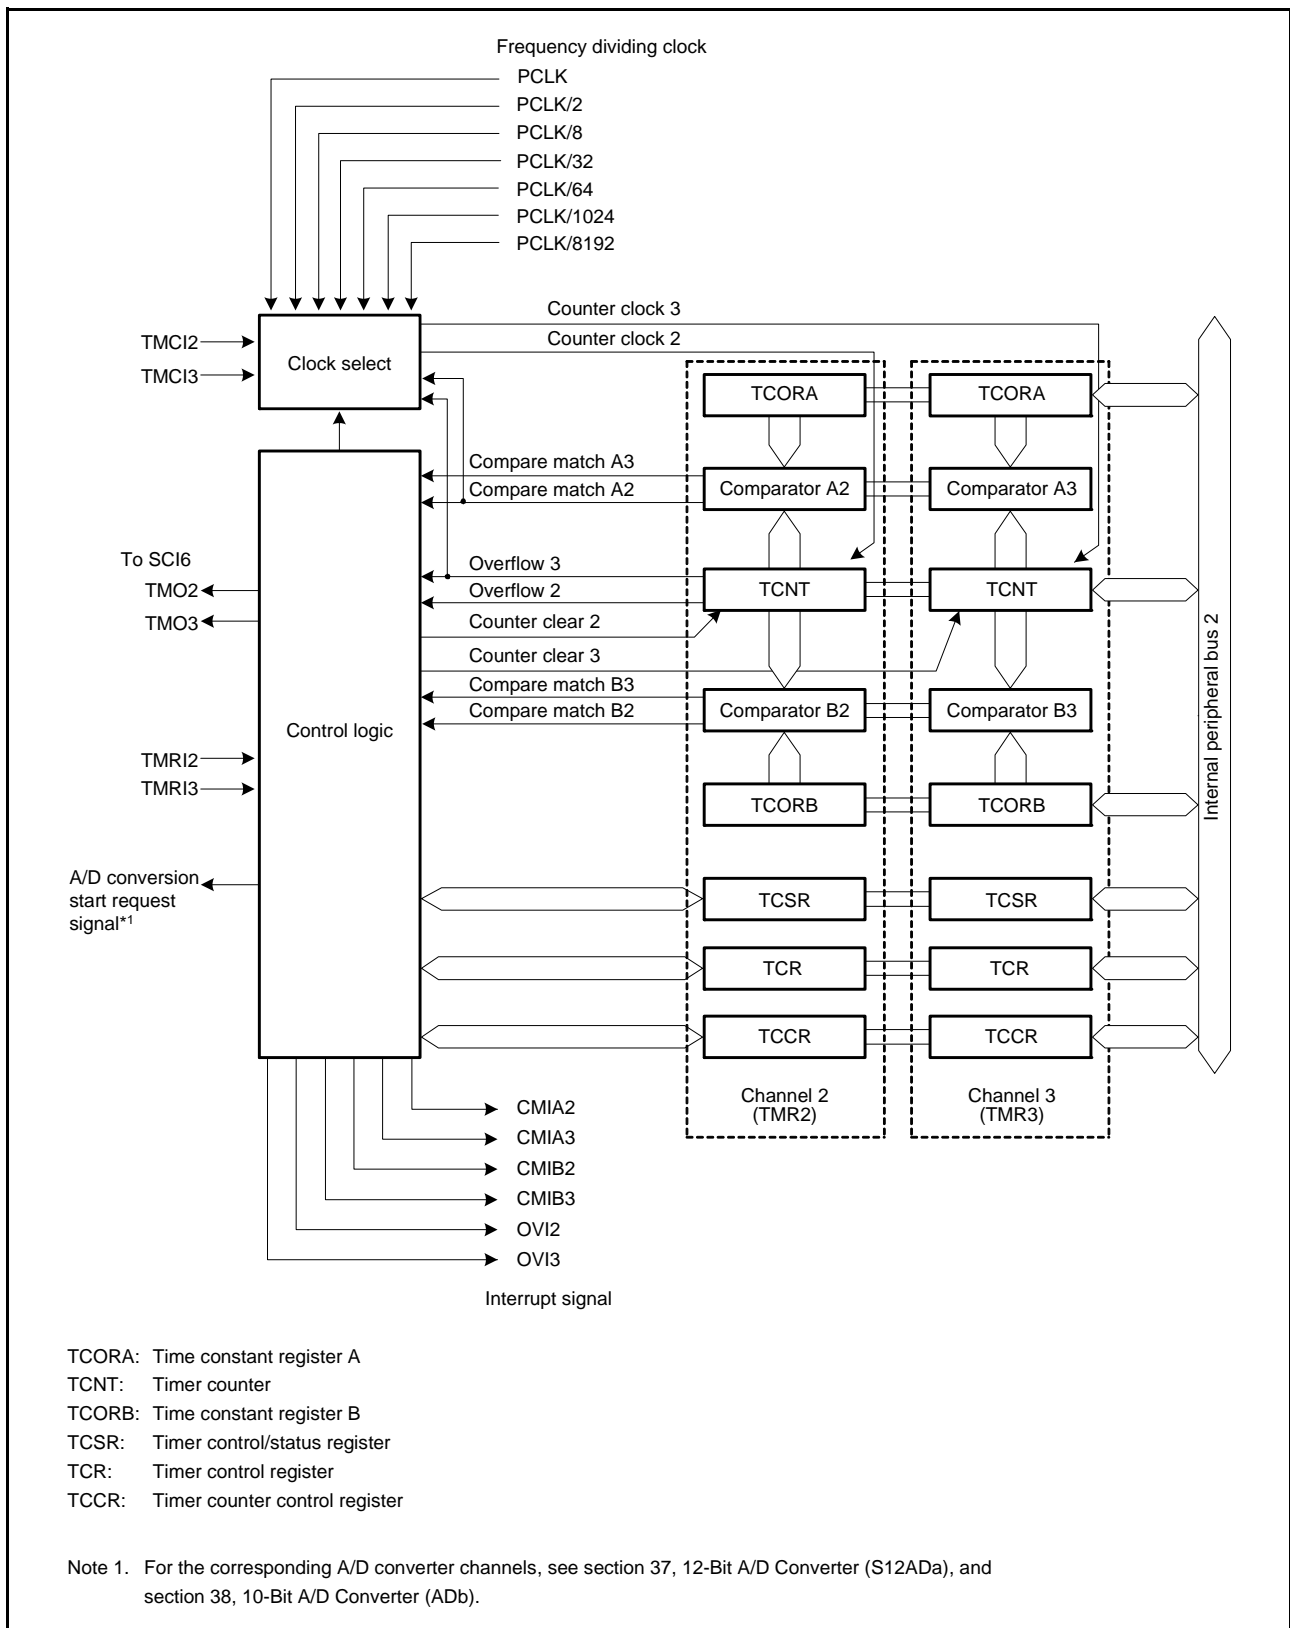 Frequency dividing clock
PCLK
PCLK/2
PCLK/8
PCLK/32
PCLK/64
PCLK/1024
PCLK/8192
Counter clock 3
Counter clock 2
TMCI2
TMCI3
Clock select
TCORA
TCORA
Compare match A3
Compare match A2
Comparator A2
Comparator A3
To SCI6
TMO2
TMO3
Overflow 3
Overflow 2
TCNT
TCNT
Counter clear 2
Counter clear 3
Compare match B3
Compare match B2
Comparator B2
Comparator B3
Control logic
TMRI2
TMRI3
TCORB
TCORB
Internal peripheral bus 2
A/D conversion
start request
signal*1
TCSR
TCSR
TCR
TCR
TCCR
TCCR
Channel 2
(TMR2)
Channel 3
(TMR3)
CMIA2
CMIA3
CMIB2
CMIB3
OVI2
OVI3
Interrupt signal
TCORA: Time constant register A
TCNT: Timer counter
TCORB: Time constant register B
TCSR: Timer control/status register
TCR: Timer control register
TCCR: Timer counter control register
Note 1. For the corresponding A/D converter channels, see section 37, 12-Bit A/D Converter (S12ADa), and
section 38, 10-Bit A/D Converter (ADb).